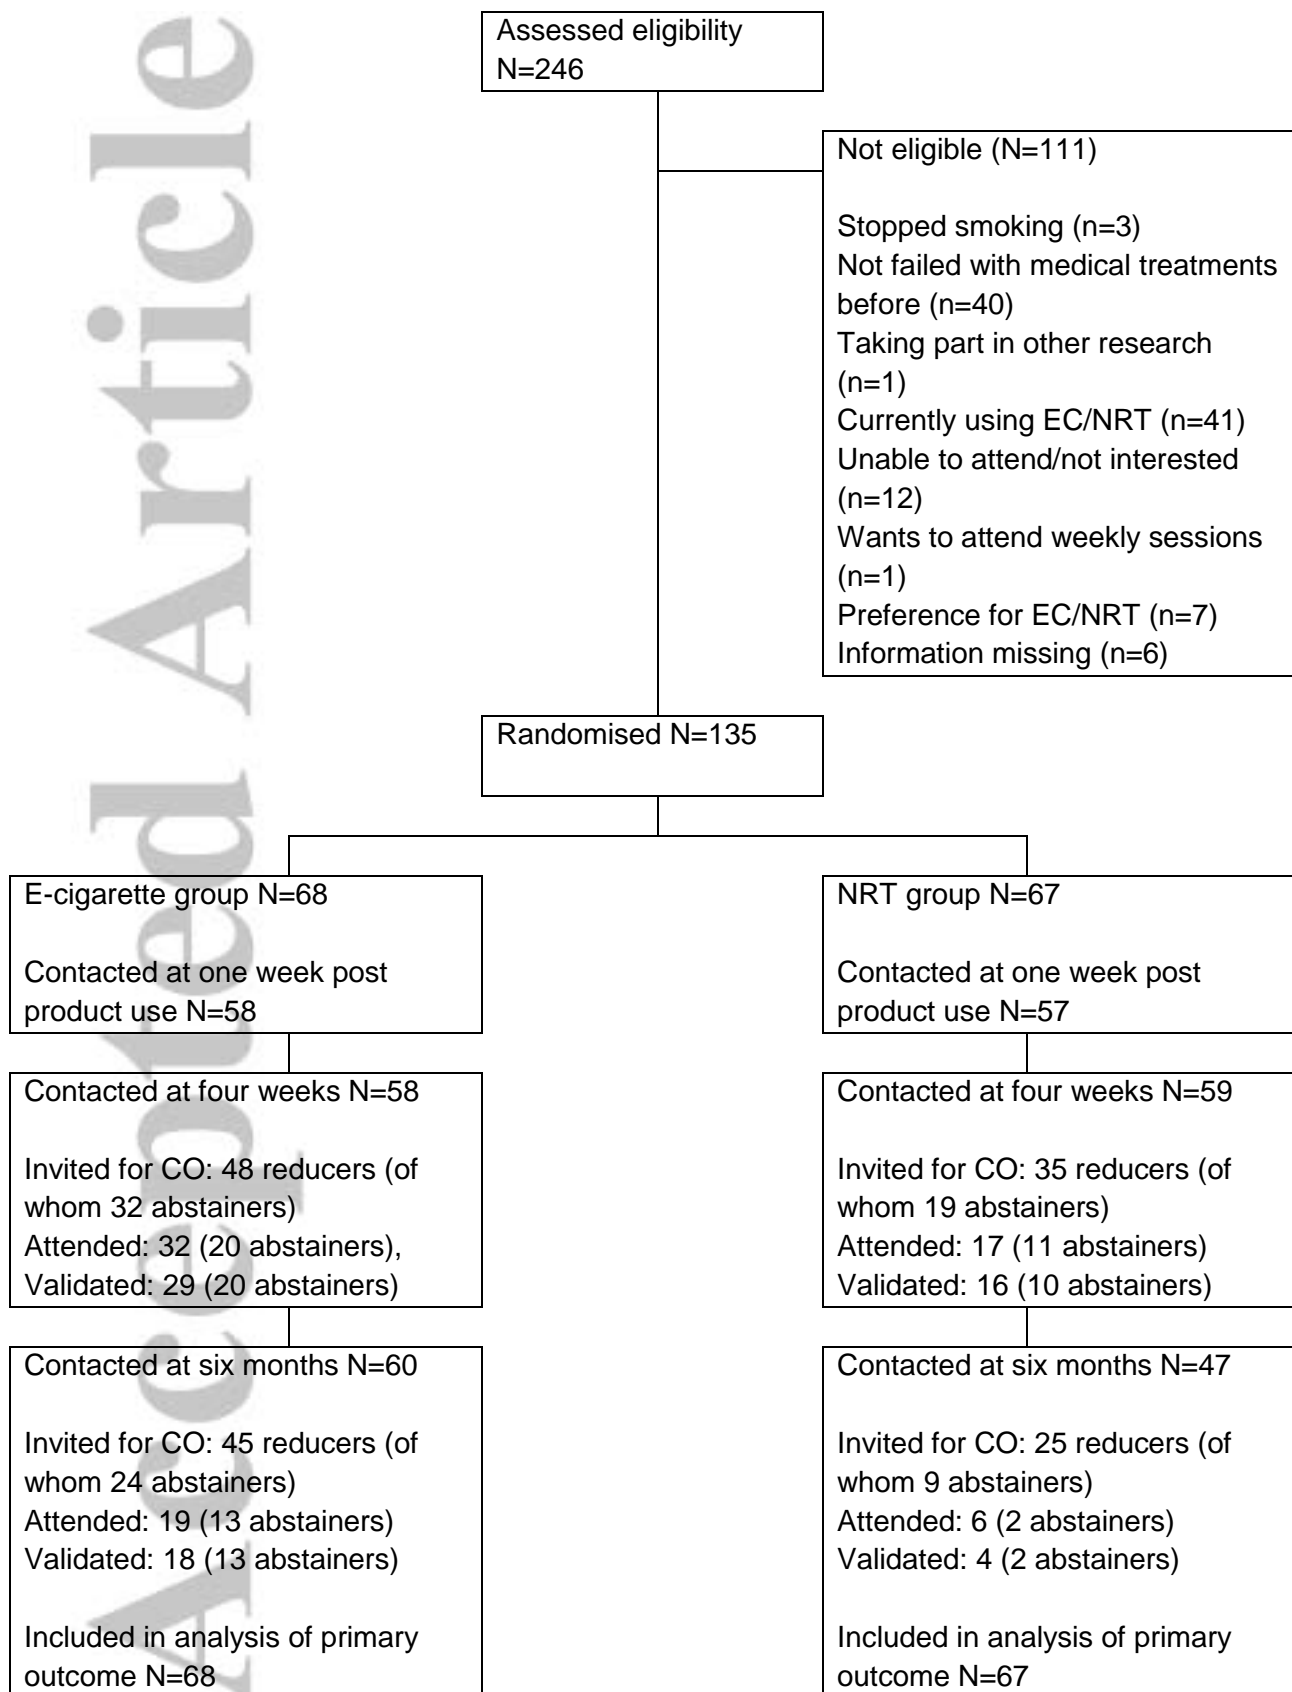 Accepted Article
Assessed eligibility
N=246
Not eligible (N=111)
Stopped smoking (n=3)
Not failed with medical treatments
before (n=40)
Taking part in other research
(n=1)
Currently using EC/NRT (n=41)
Unable to attend/not interested
(n=12)
Wants to attend weekly sessions
(n=1)
Preference for EC/NRT (n=7)
Information missing (n=6)
Randomised N=135
E-cigarette group N=68
Contacted at one week post
product use N=58
NRT group N=67
Contacted at one week post
product use N=57
Contacted at four weeks N=58
Invited for CO: 48 reducers (of
whom 32 abstainers)
Attended: 32 (20 abstainers),
Validated: 29 (20 abstainers)
Contacted at four weeks N=59
Invited for CO: 35 reducers (of
whom 19 abstainers)
Attended: 17 (11 abstainers)
Validated: 16 (10 abstainers)
Contacted at six months N=60
Invited for CO: 45 reducers (of
whom 24 abstainers)
Attended: 19 (13 abstainers)
Validated: 18 (13 abstainers)
Included in analysis of primary
outcome N=68
Contacted at six months N=47
Invited for CO: 25 reducers (of
whom 9 abstainers)
Attended: 6 (2 abstainers)
Validated: 4 (2 abstainers)
Included in analysis of primary
outcome N=67